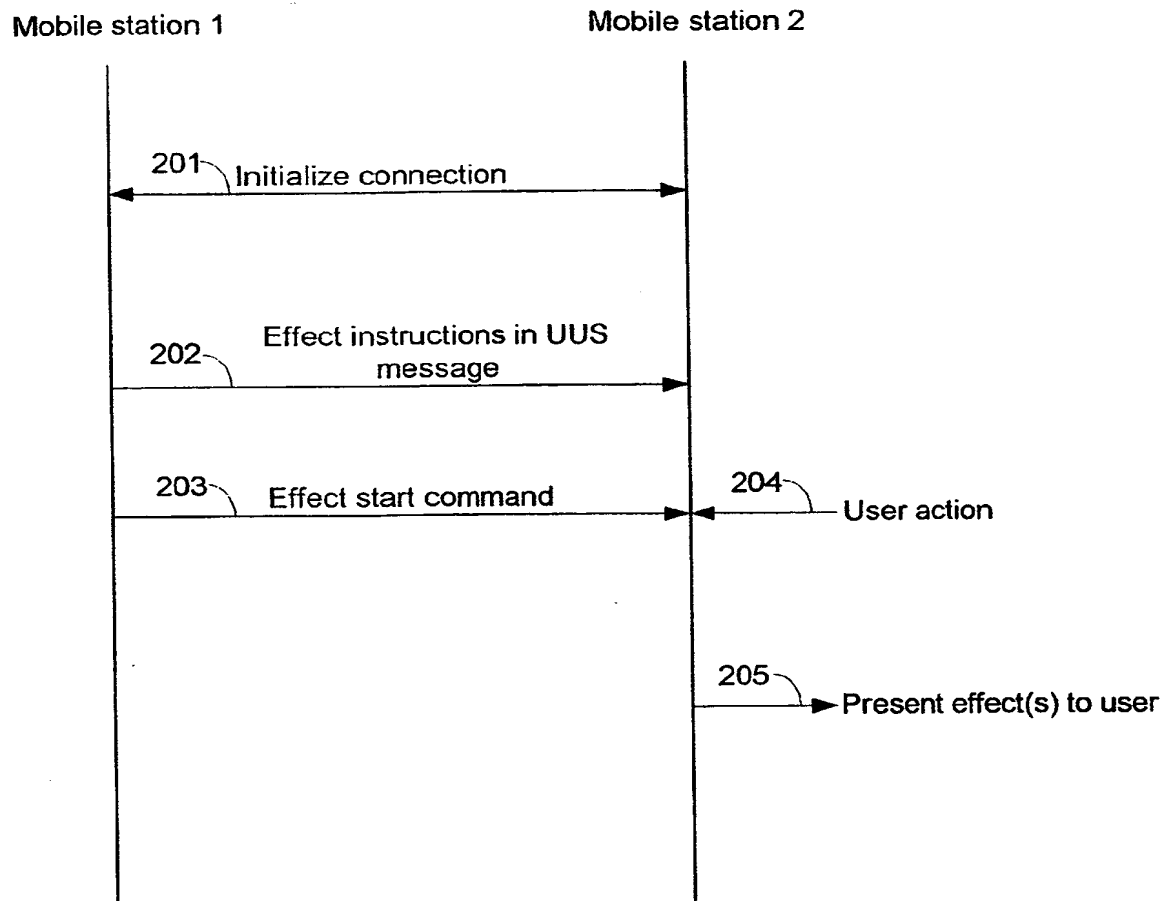 Mobile station 1
Mobile station 2
201
Initialize connection
Effect instructions in UUS
message
202
203
Effect start command
204
User action
205
Present effect(s) to user